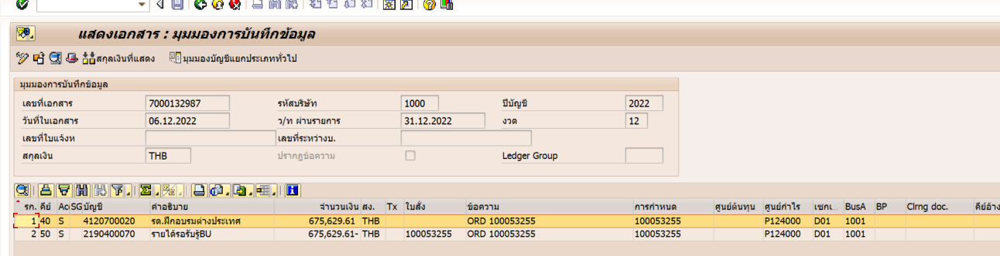 แสดงเอกสาร : มุมมองการบันทึกข้อมูล
สกุลเงินที่แสดง มุมมองบัญชีแยกประเภททั่วไป
มุมมองการบันทึกข้อมูล
เลขที่เอกสาร 7000132987 รหัสบริษัท 1000 ปีบัญชี 2022
วันที่ในเอกสาร 06.12.2022 ว/ท ผ่านรายการ 31.12.2022 งวด 12
เลขที่ใบแจ้งห เลขที่ระหว่างบ.
สกุลเงิน THB ปรากฏข้อความ Ledger Group
รก. คีย์ Ac SG บัญชี คำอธิบาย จำนวนเงิน สง. Tx ใบสั่ง ข้อความ การกำหนด ศูนย์ต้นทุน ศูนย์กำไร เซกเ... BusA BP Clrng doc. คีย์อ้าง
1 40 S 4120700020 รด.ฝึกอบรมต่างประเทศ 675,629.61 THB ORD 100053255 100053255 P124000 D01 1001
2 50 S 2190400070 รายได้รอรับรู้BU 675,629.61- THB 100053255 ORD 100053255 100053255 P124000 D01 1001